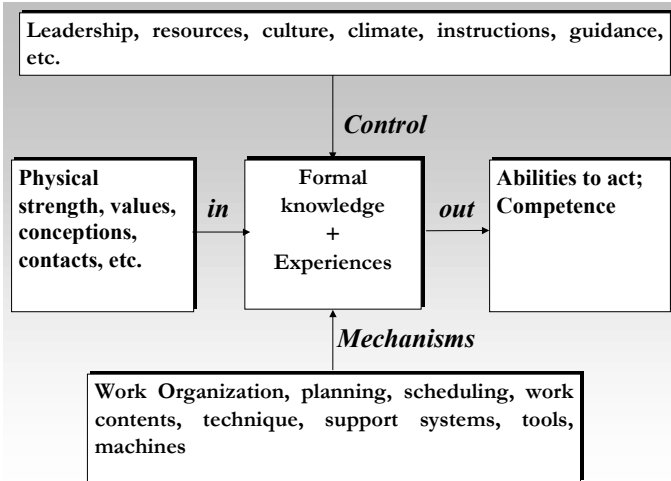 Leadership, resources, culture, climate, instructions, guidance,
etc.
Control
Physical
strength, values,
conceptions,
contacts, etc.
in
Formal
knowledge
+
Experiences
out
Abilities to act;
Competence
Mechanisms
Work Organization, planning, scheduling, work
contents, technique, support systems, tools,
machines